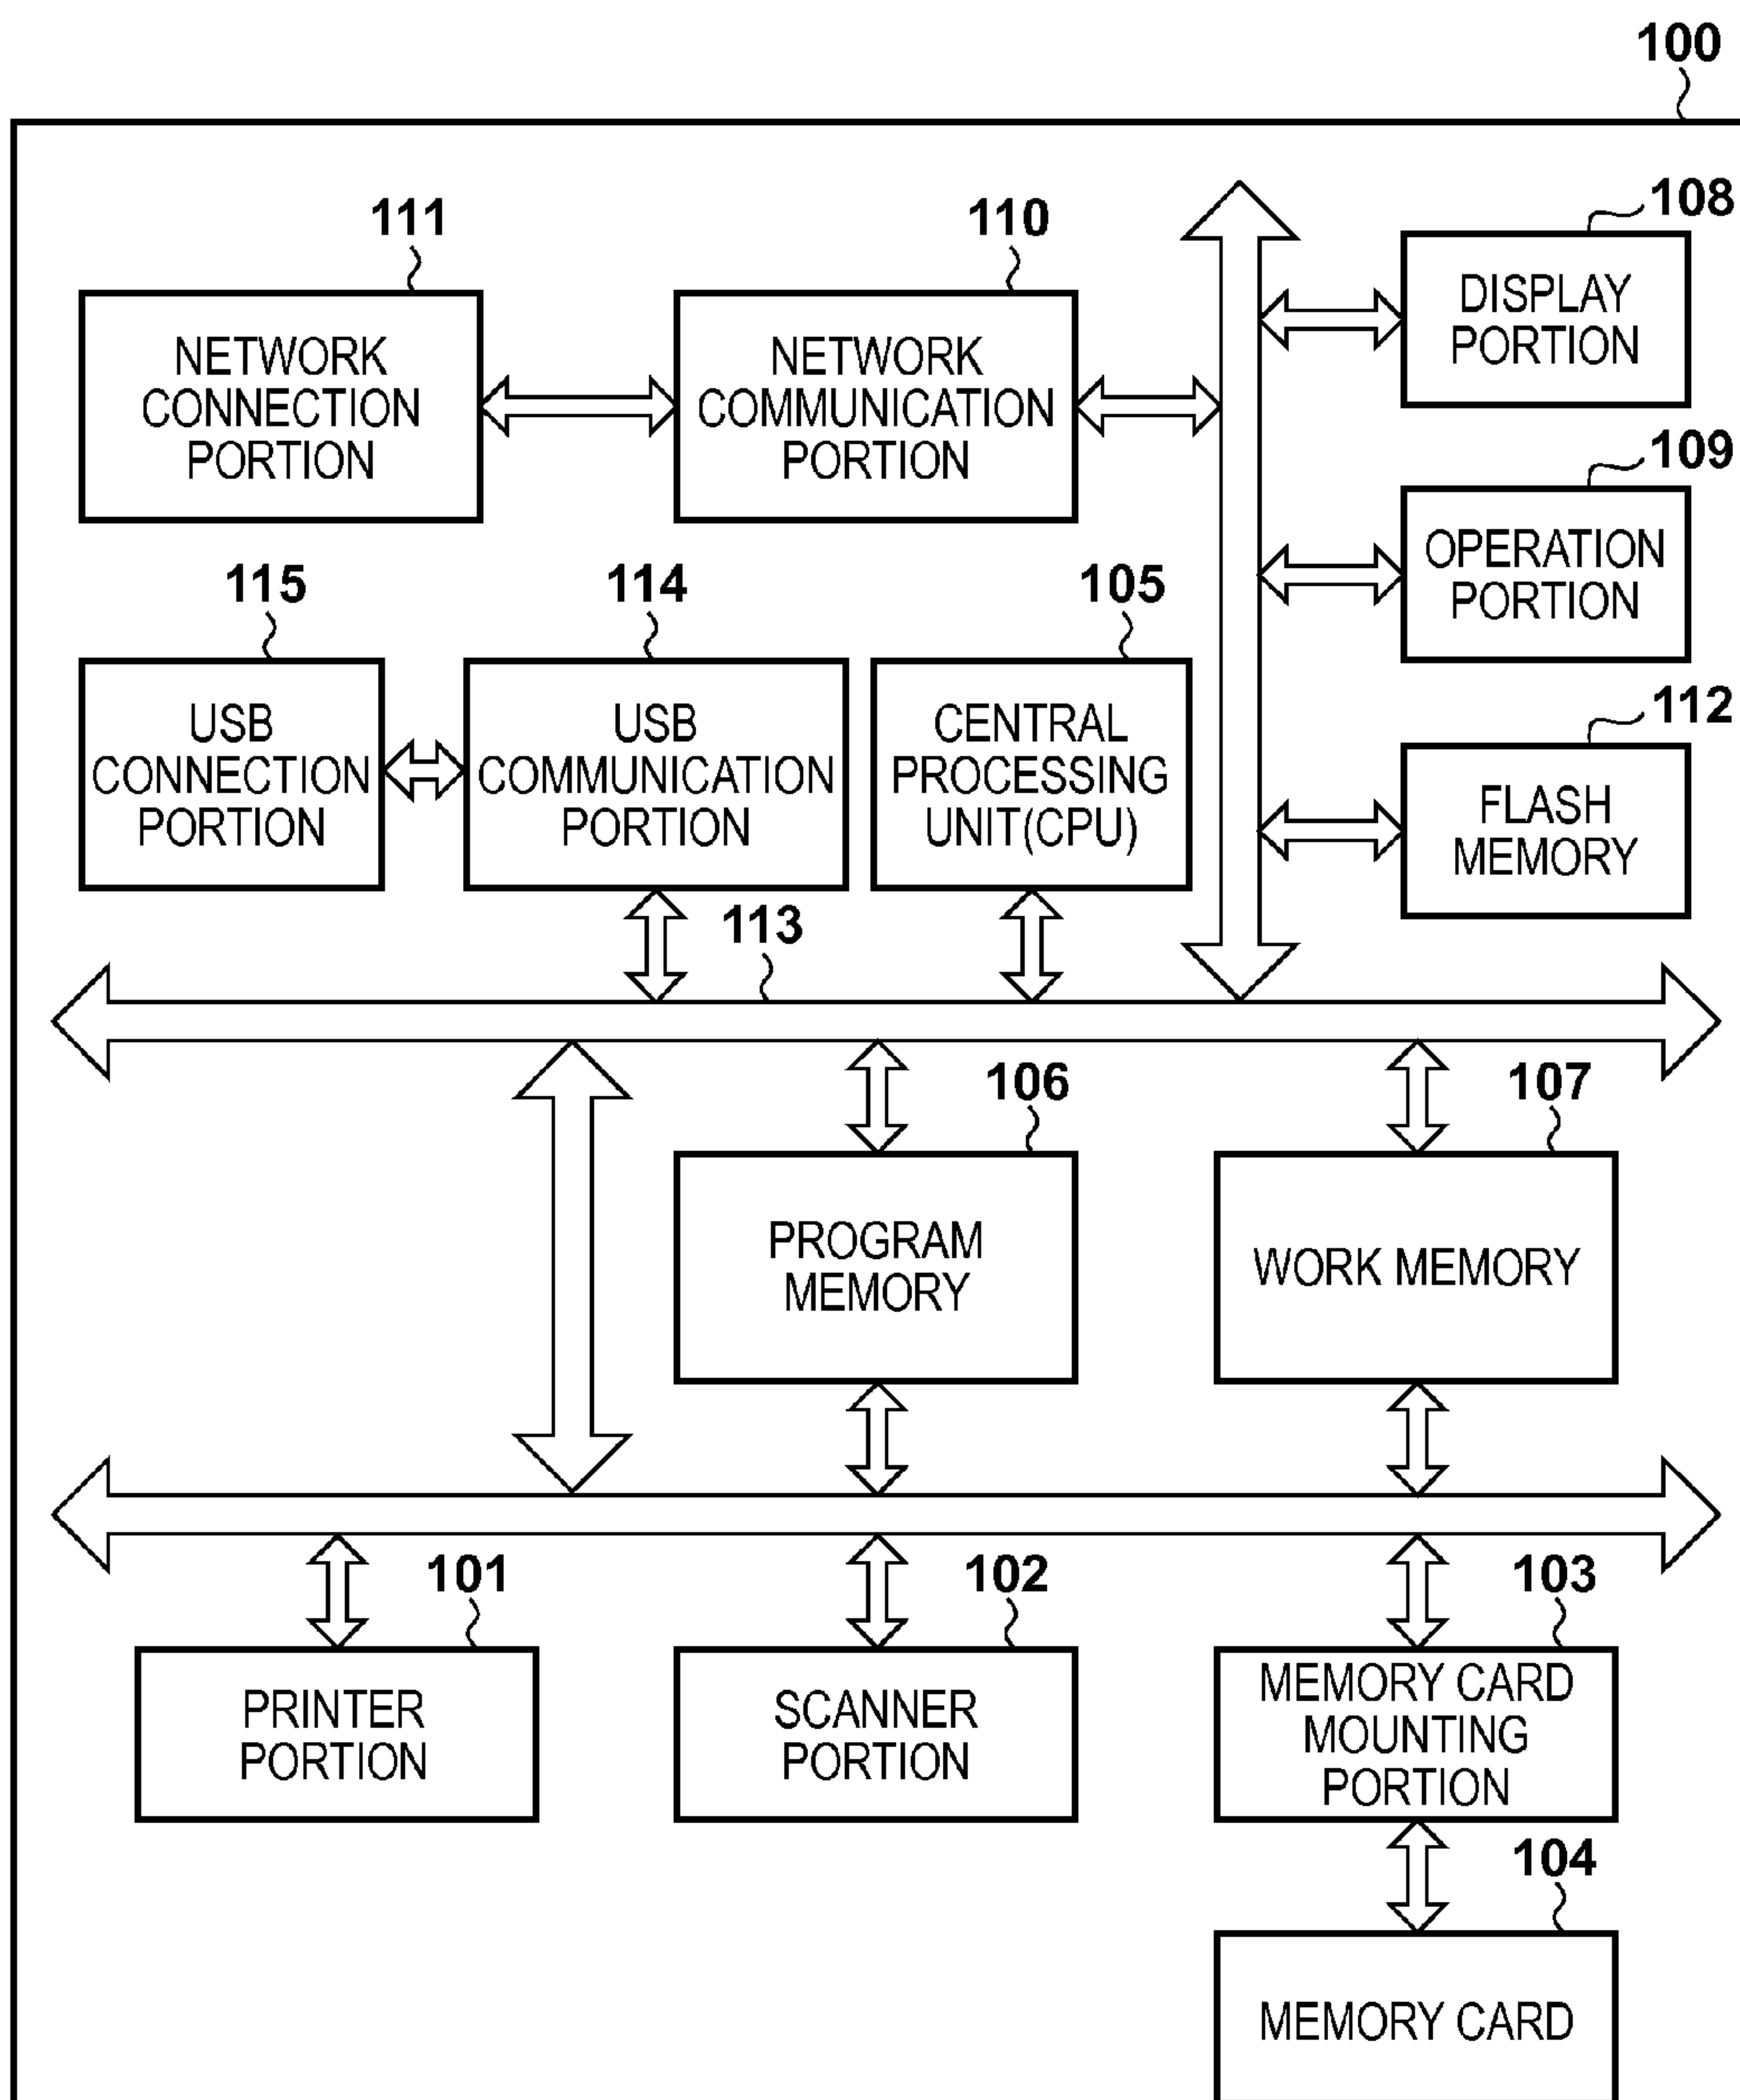 100
111
110
108
NETWORK
CONNECTION
PORTION
NETWORK
COMMUNICATION
PORTION
DISPLAY
PORTION
109
OPERATION
PORTION
115
114
105
USB
CONNECTION
PORTION
USB
COMMUNICATION
PORTION
CENTRAL
PROCESSING
UNIT(CPU)
112
FLASH
MEMORY
113
106
107
PROGRAM
MEMORY
WORK MEMORY
101
102
103
PRINTER
PORTION
SCANNER
PORTION
MEMORY CARD
MOUNTING
PORTION
104
MEMORY CARD